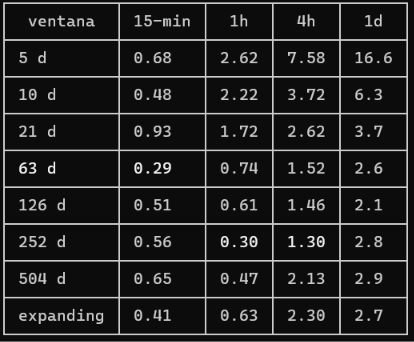 ventana 15-min 1h 4h 1d
5 d 0.68 2.62 7.58 16.6
10 d 0.48 2.22 3.72 6.3
21 d 0.93 1.72 2.62 3.7
63 d 0.29 0.74 1.52 2.6
126 d 0.51 0.61 1.46 2.1
252 d 0.56 0.30 1.30 2.8
504 d 0.65 0.47 2.13 2.9
expanding 0.41 0.63 2.30 2.7